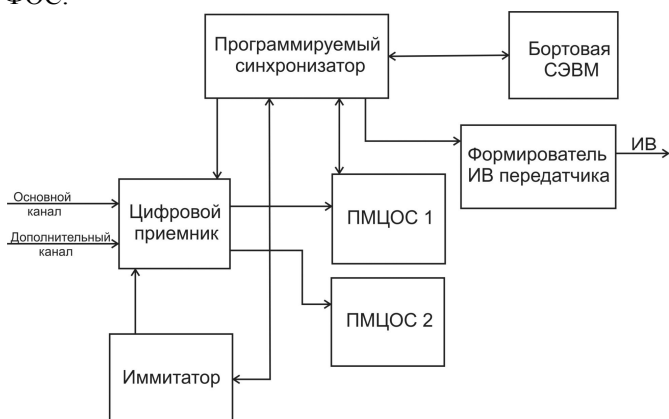 ФОС.
Программируемый
синхронизатор
Бортовая
СЭВМ
Формирователь
ИВ передатчика
ИВ
Основной
канал
Дополнительный
канал
Цифровой
приемник
ПМЦОС 1
ПМЦОС 2
Иммитатор